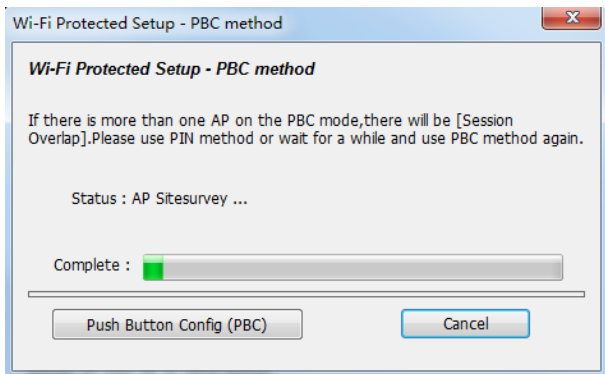 Wi-Fi Protected Setup - PBC method
Wi-Fi Protected Setup - PBC method
If there is more than one AP on the PBC mode,there will be [Session
Overlap].Please use PIN method or wait for a while and use PBC method again.
Status : AP Sitesurvey ...
Complete :
Push Button Config (PBC)
Cancel